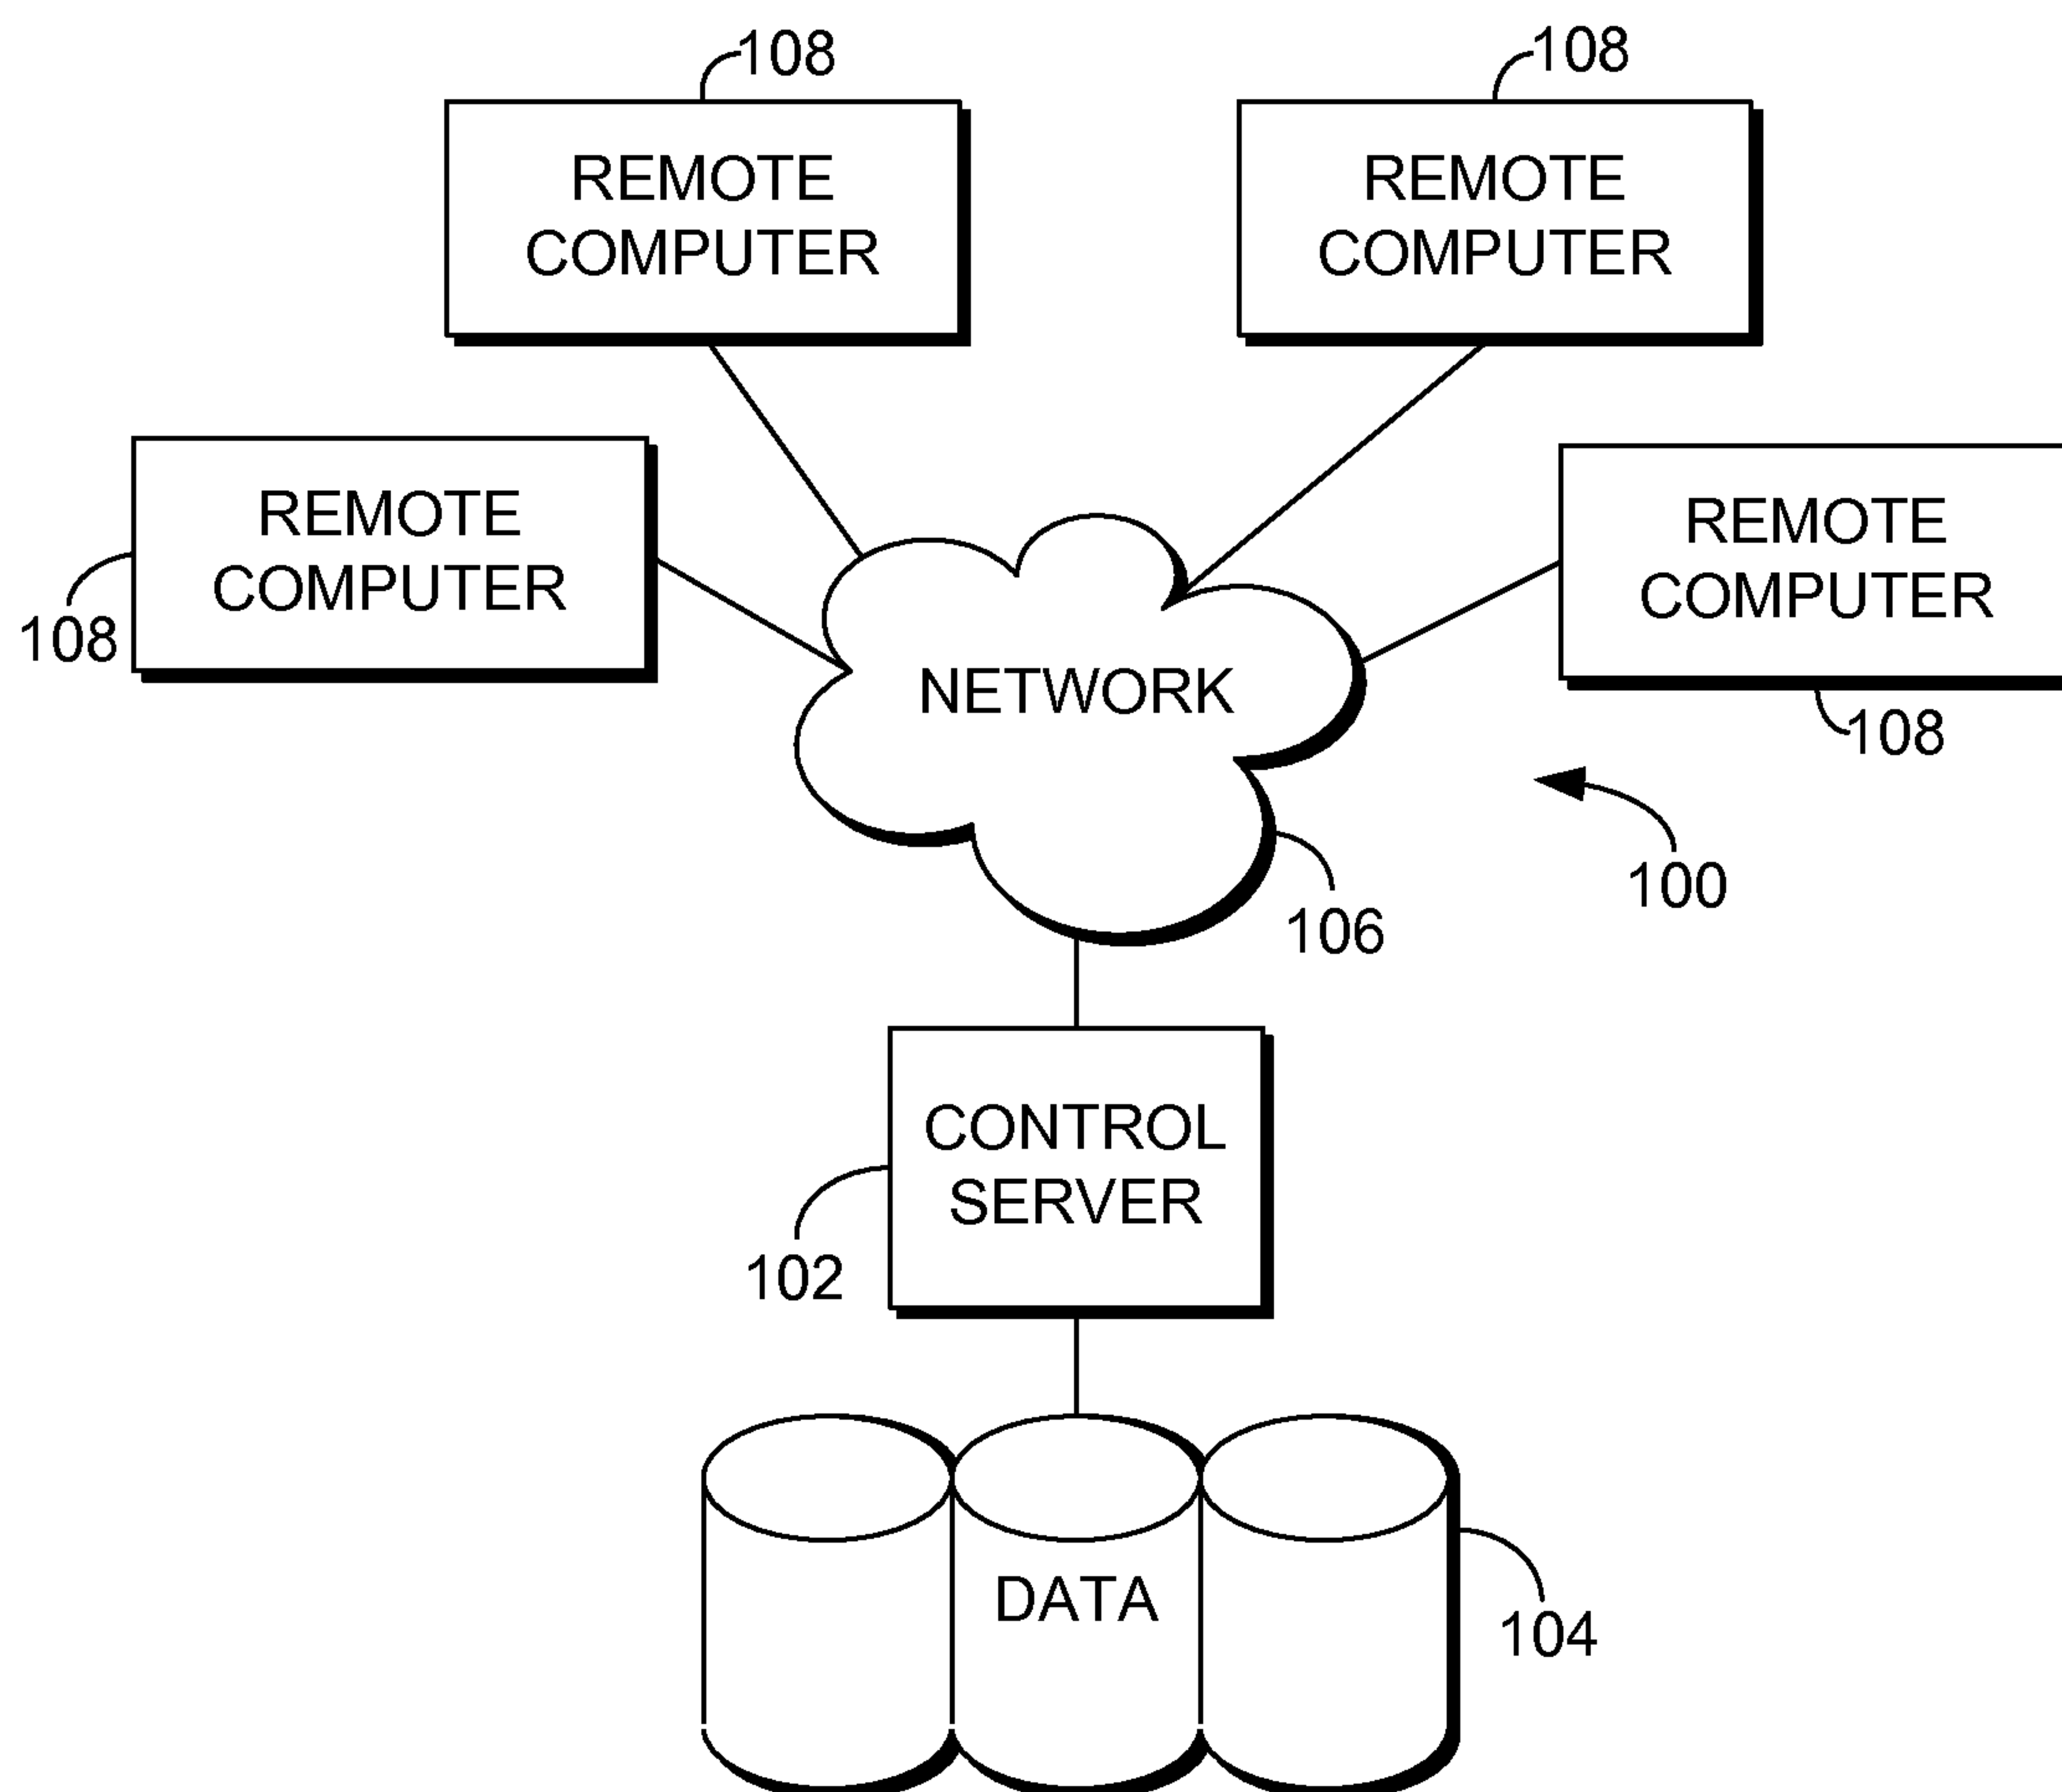 108
108
REMOTE
COMPUTER
REMOTE
COMPUTER
REMOTE
COMPUTER
REMOTE
COMPUTER
108
NETWORK
108
100
106
CONTROL
SERVER
102
DATA
104